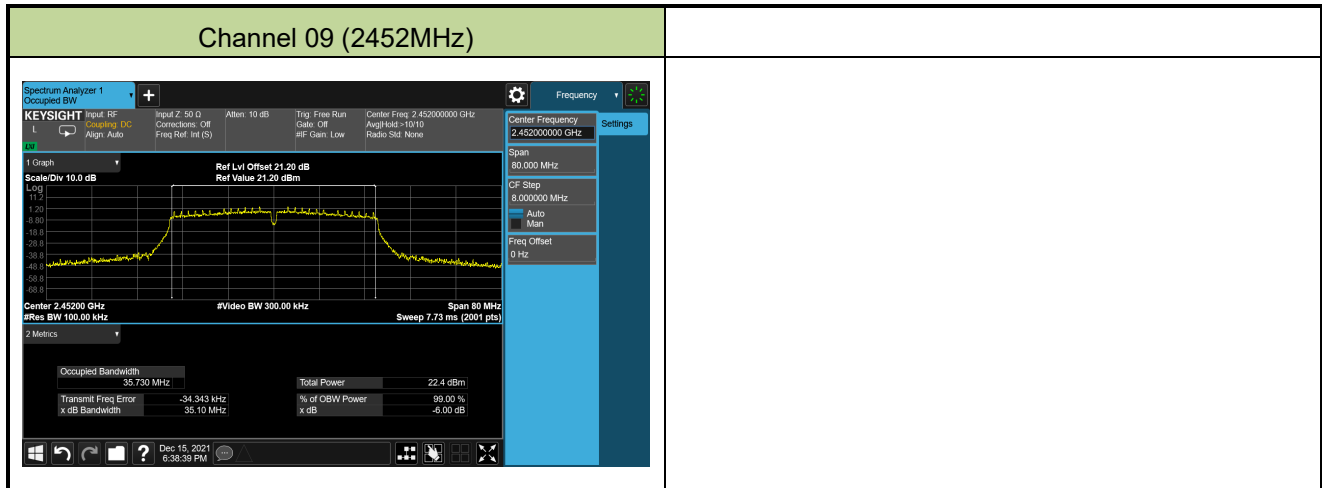 Channel 09 (2452MHz)
Spectrum Analyzer 1
Occupied BW
+
Frequency
KEYSIGHT
L
Input: RF
Coupling: DC
Align: Auto
Input Z: 50 Ω
Corrections: Off
Freq Ref: Int (S)
Atten: 10 dB
Trig: Free Run
Gate: Off
#IF Gain: Low
Center Freq: 2.452000000 GHz
Avg|Hold:>10/10
Radio Std: None
Center Frequency
2.452000000 GHz
Settings
Span
80.000 MHz
CF Step
8.000000 MHz
Auto
Man
Freq Offset
0 Hz
1 Graph
Scale/Div 10.0 dB
Ref Lvl Offset 21.20 dB
Ref Value 21.20 dBm
Log
11.2
1.20
-8.80
-18.8
-28.8
-38.8
-48.8
-58.8
-68.8
Center 2.45200 GHz
#Video BW 300.00 kHz
Span 80 MHz
#Res BW 100.00 kHz
Sweep 7.73 ms (2001 pts)
2 Metrics
Occupied Bandwidth
35.730 MHz
Total Power 22.4 dBm
Transmit Freq Error -34.343 kHz
% of OBW Power 99.00 %
x dB Bandwidth 35.10 MHz
x dB -6.00 dB
?
Dec 15, 2021
6:38:39 PM